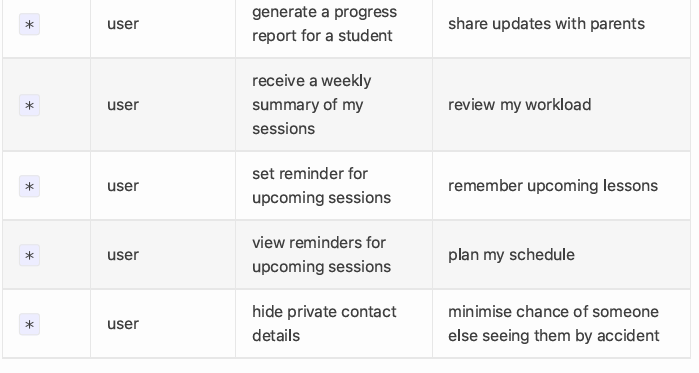 * user generate a progress report for a student share updates with parents
* user receive a weekly summary of my sessions review my workload
* user set reminder for upcoming sessions remember upcoming lessons
* user view reminders for upcoming sessions plan my schedule
* user hide private contact details minimise chance of someone else seeing them by accident